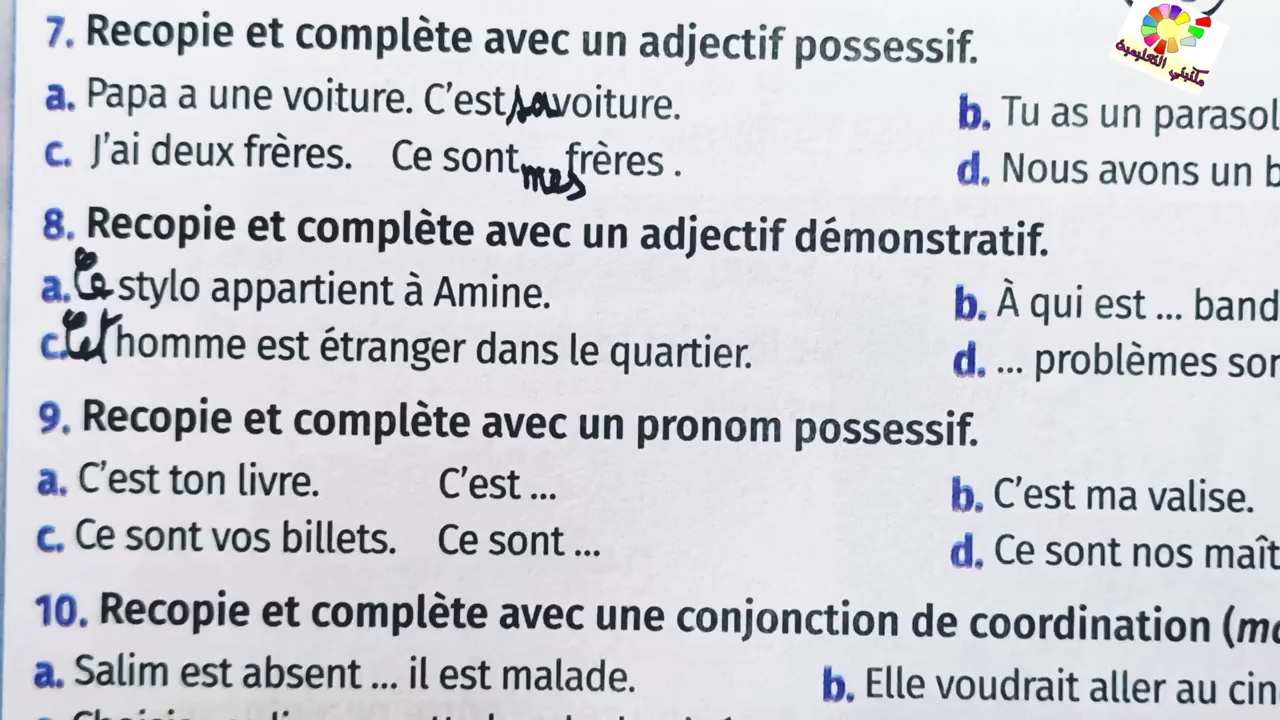 مكتبتي التعليمية
7. Recopie et complète avec un adjectif possessif.
a. Papa a une voiture. C'est sa voiture.
b. Tu as un parasol
c. J'ai deux frères. Ce sont mes frères .
d. Nous avons un b
8. Recopie et complète avec un adjectif démonstratif.
a. Ce stylo appartient à Amine.
b. À qui est ... band
c. Cet homme est étranger dans le quartier.
d. ... problèmes son
9. Recopie et complète avec un pronom possessif.
a. C'est ton livre. C'est ...
b. C'est ma valise.
c. Ce sont vos billets. Ce sont ...
d. Ce sont nos maît
10. Recopie et complète avec une conjonction de coordination (ma
a. Salim est absent ... il est malade.
b. Elle voudrait aller au cin